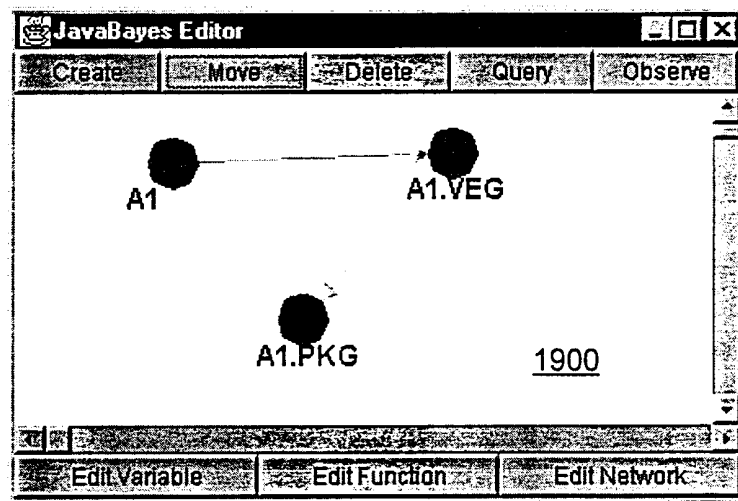 JavaBayes Editor
Create Move Delete Query Observe
A1
A1.VEG
A1.PKG
1900
Edit Variable Edit Function Edit Network